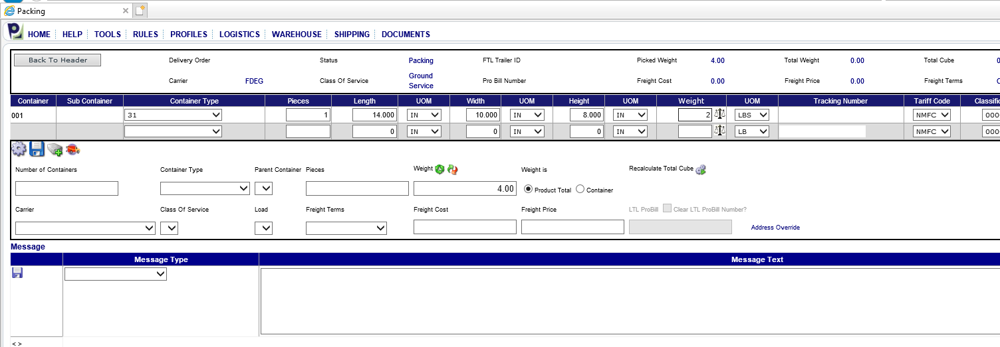 Packing
HOME HELP TOOLS RULES PROFILES LOGISTICS WAREHOUSE SHIPPING DOCUMENTS
Back To Header Delivery Order Status Packing FTL Trailer ID Picked Weight 4.00 Total Weight 0.00 Total Cube
Carrier FDEG Class Of Service Ground Service Pro Bill Number Freight Cost 0.00 Freight Price 0.00 Freight Terms
Container Sub Container Container Type Pieces Length UOM Width UOM Height UOM Weight UOM Tracking Number Tariff Code Classific
001 31 1 14.000 IN 10.000 IN 8.000 IN 2 LBS NMFC 000
0 IN 0 IN 0 IN LB NMFC 000
Number of Containers Container Type Parent Container Pieces Weight Weight is Recalculate Total Cube
4.00 Product Total Container
Carrier Class Of Service Load Freight Terms Freight Cost Freight Price LTL ProBill Clear LTL ProBill Number?
Address Override
Message
Message Type Message Text
< >